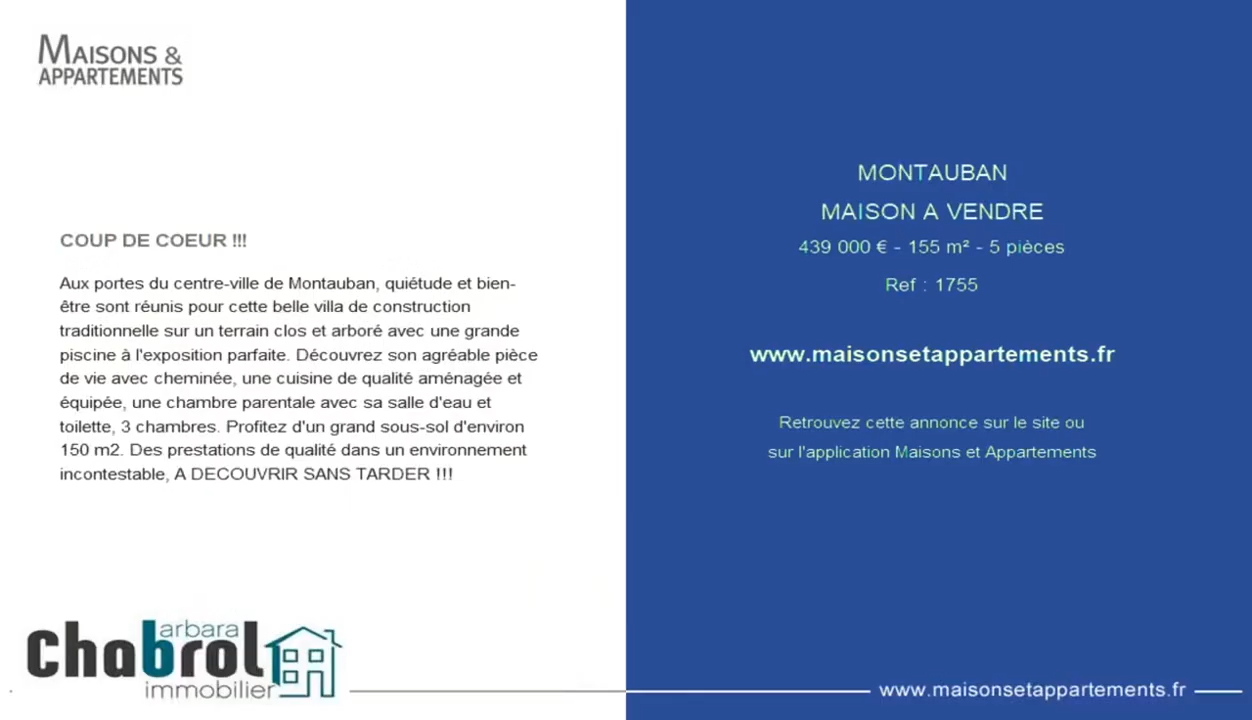 MAISONS &
APPARTEMENTS
COUP DE COEUR !!!
Aux portes du centre-ville de Montauban, quiétude et bien-
être sont réunis pour cette belle villa de construction
traditionnelle sur un terrain clos et arboré avec une grande
piscine à l'exposition parfaite. Découvrez son agréable pièce
de vie avec cheminée, une cuisine de qualité aménagée et
équipée, une chambre parentale avec sa salle d'eau et
toilette, 3 chambres. Profitez d'un grand sous-sol d'environ
150 m2. Des prestations de qualité dans un environnement
incontestable, A DECOUVRIR SANS TARDER !!!
arbara
Chabrol
immobilier
MONTAUBAN
MAISON A VENDRE
439 000 € - 155 m² - 5 pièces
Ref : 1755
www.maisonsetappartements.fr
Retrouvez cette annonce sur le site ou
sur l'application Maisons et Appartements
www.maisonsetappartements.fr